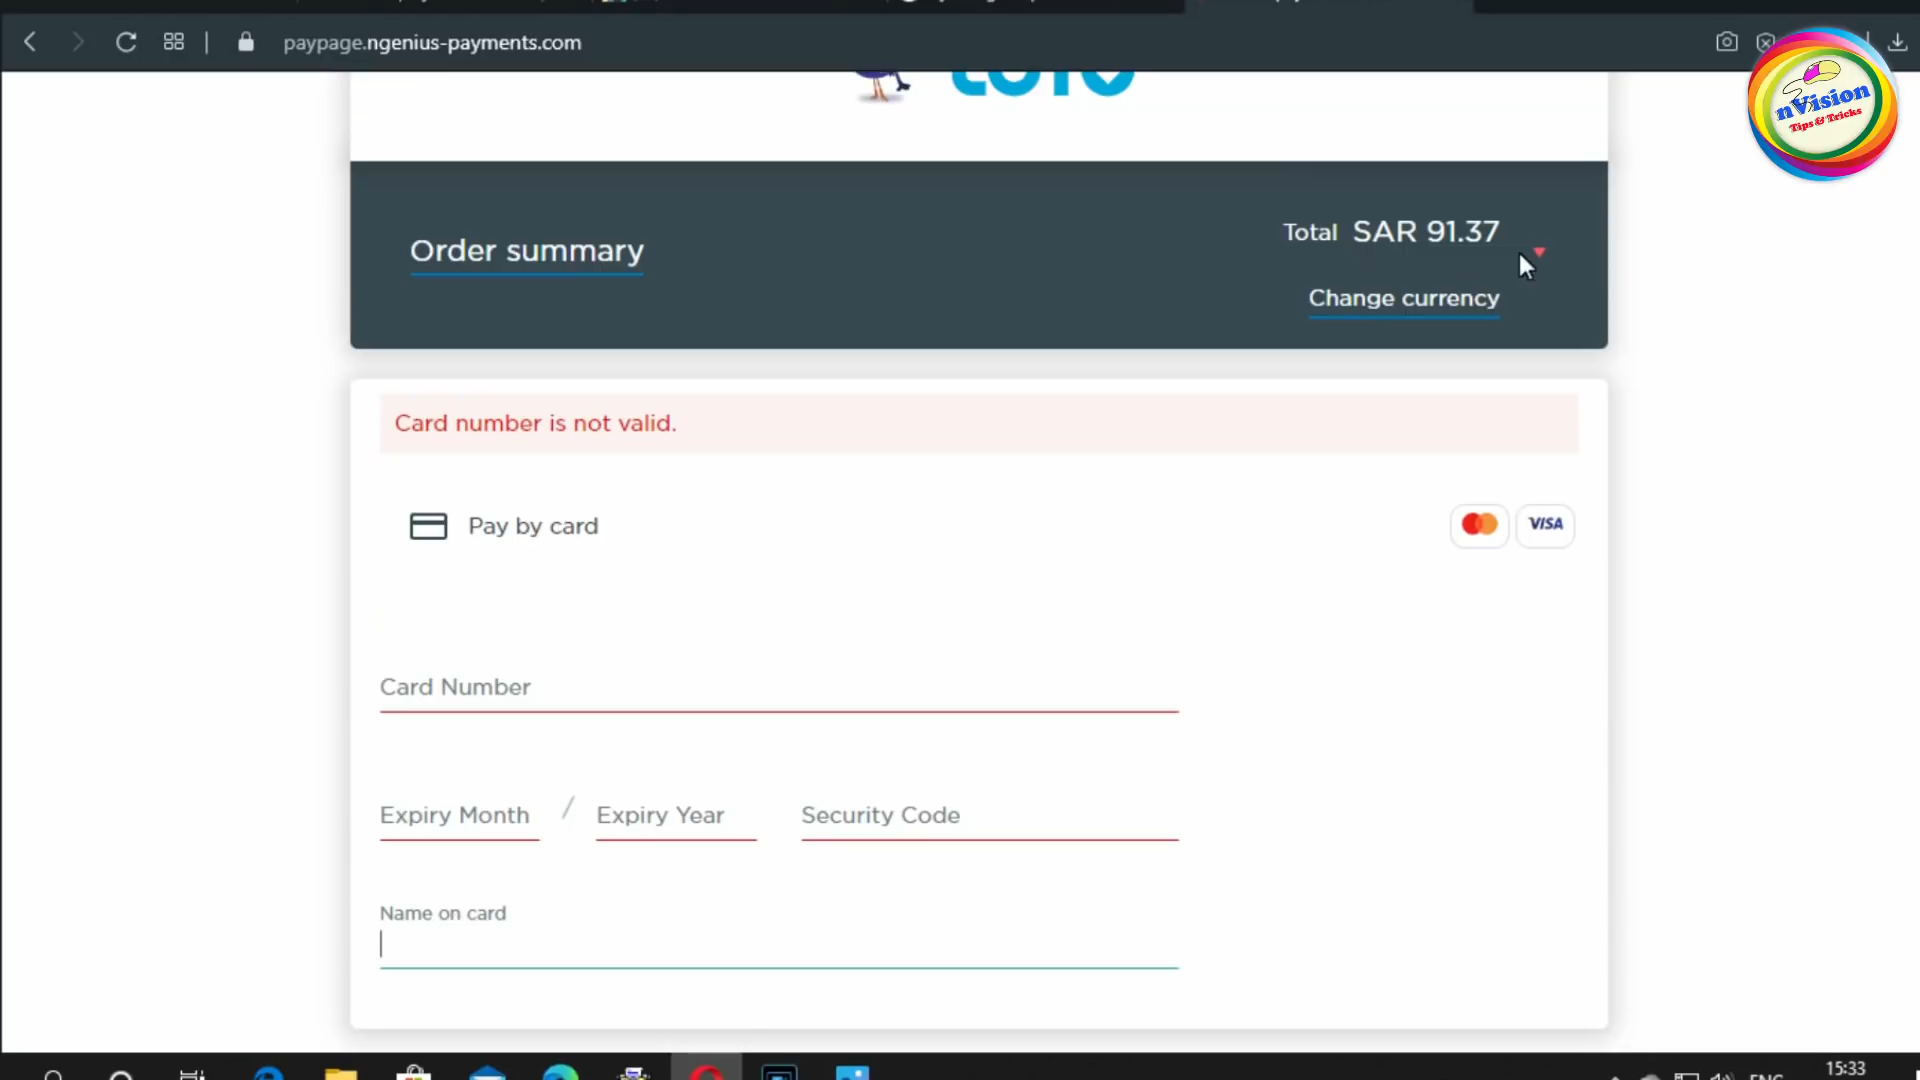 paypage.ngenius-payments.com
nVision
Tips & Tricks
Order summary
Total SAR 91.37
Change currency
Card number is not valid.
Pay by card
VISA
Card Number
Expiry Month / Expiry Year Security Code
Name on card
15:33
ENG